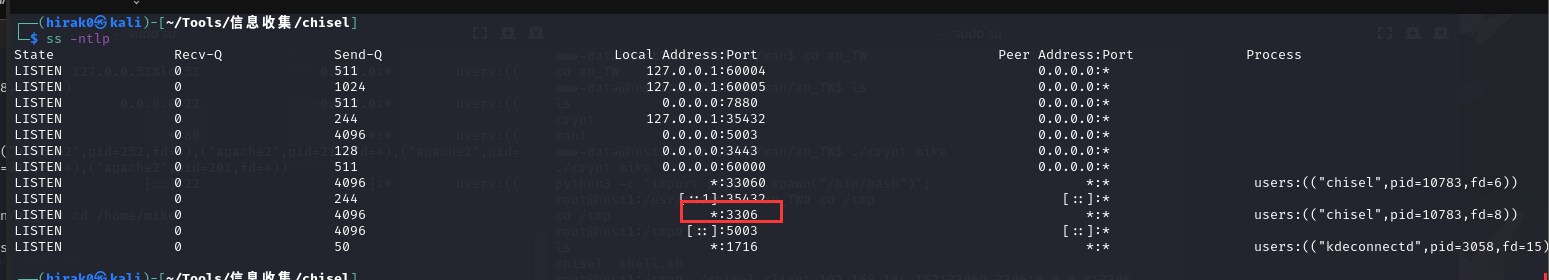 ┌──(hirak0㉿kali)-[~/Tools/信息收集/chisel]
└─$ ss -ntlp
State Recv-Q Send-Q Local Address:Port Peer Address:Port Process
LISTEN 0 511 127.0.0.1:60004 0.0.0.0:*
LISTEN 0 1024 127.0.0.1:60005 0.0.0.0:*
LISTEN 0 511 0.0.0.0:7880 0.0.0.0:*
LISTEN 0 244 127.0.0.1:35432 0.0.0.0:*
LISTEN 0 4096 0.0.0.0:5003 0.0.0.0:*
LISTEN 0 128 0.0.0.0:3443 0.0.0.0:*
LISTEN 0 511 0.0.0.0:60000 0.0.0.0:*
LISTEN 0 4096 *:33060 *:* users:(("chisel",pid=10783,fd=6))
LISTEN 0 244 [::1]:35432 [::]:*
LISTEN 0 4096 *:3306 *:* users:(("chisel",pid=10783,fd=8))
LISTEN 0 4096 [::]:5003 [::]:*
LISTEN 0 50 *:1716 *:* users:(("kdeconnectd",pid=3058,fd=15)
┌──(hirak0㉿kali)-[~/Tools/信息收集/chisel]